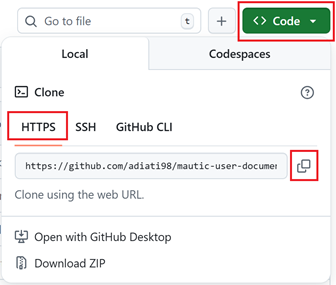 Go to file
t
+
<> Code
Local
Codespaces
Clone
HTTPS
SSH
GitHub CLI
https://github.com/adiati98/mautic-user-documen
Clone using the web URL.
Open with GitHub Desktop
Download ZIP